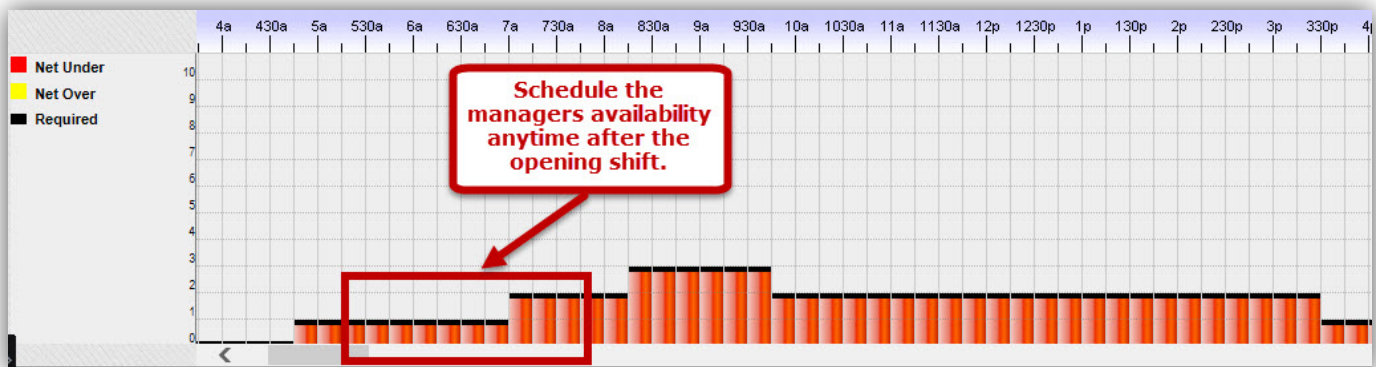 4a 430a 5a 530a 6a 630a 7a 730a 8a 830a 9a 930a 10a 1030a 11a 1130a 12p 1230p 1p 130p 2p 230p 3p 330p
Net Under
Net Over
Required
10
9
8
7
6
5
4
3
2
1
0
Schedule the
managers availability
anytime after the
opening shift.